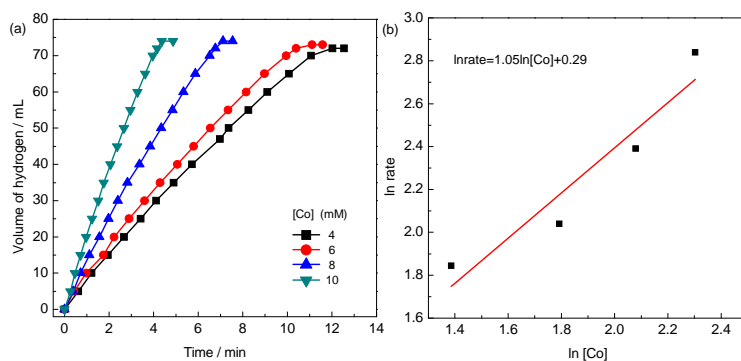 (a)
80
70
60
50
40
30
20
10
0
Volume of hydrogen / mL
[Co] (mM)
4
6
8
10
0 2 4 6 8 10 12 14
Time / min
(b)
lnrate=1.05ln[Co]+0.29
3.0
2.8
2.6
2.4
2.2
2.0
1.8
1.6
ln rate
1.4 1.6 1.8 2.0 2.2 2.4
ln [Co]